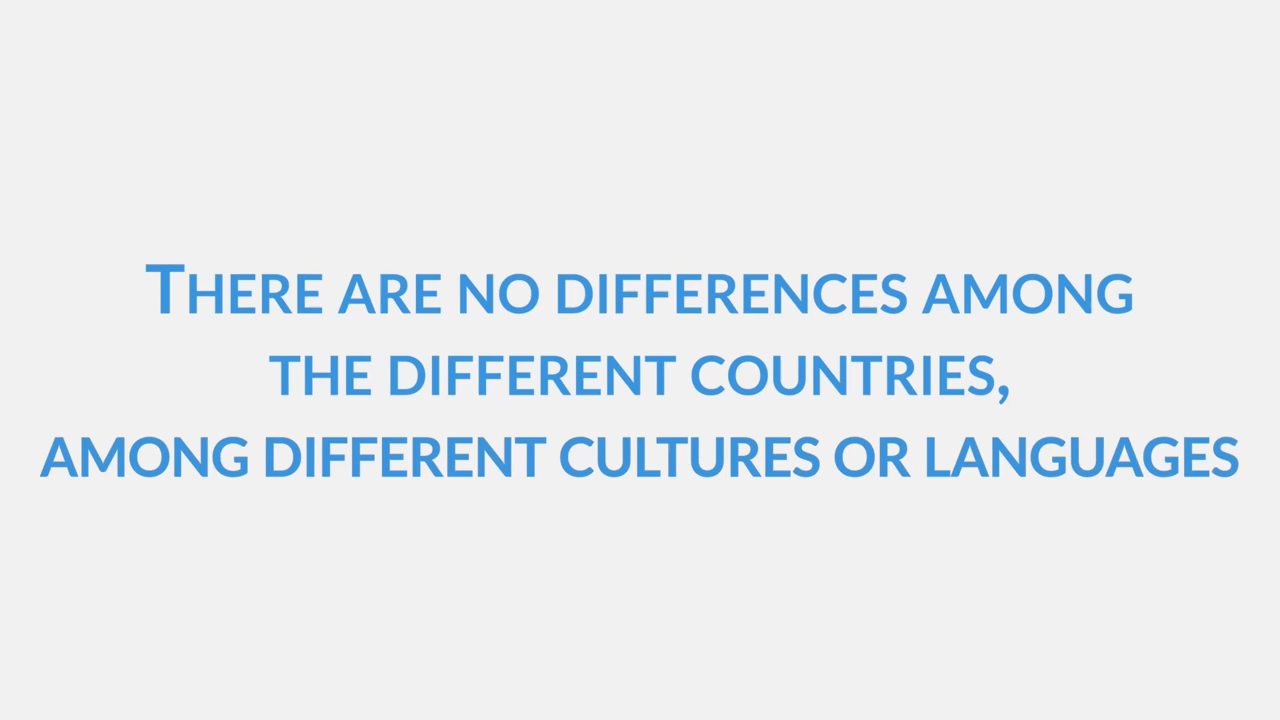 There are no differences among
the different countries,
among different cultures or languages